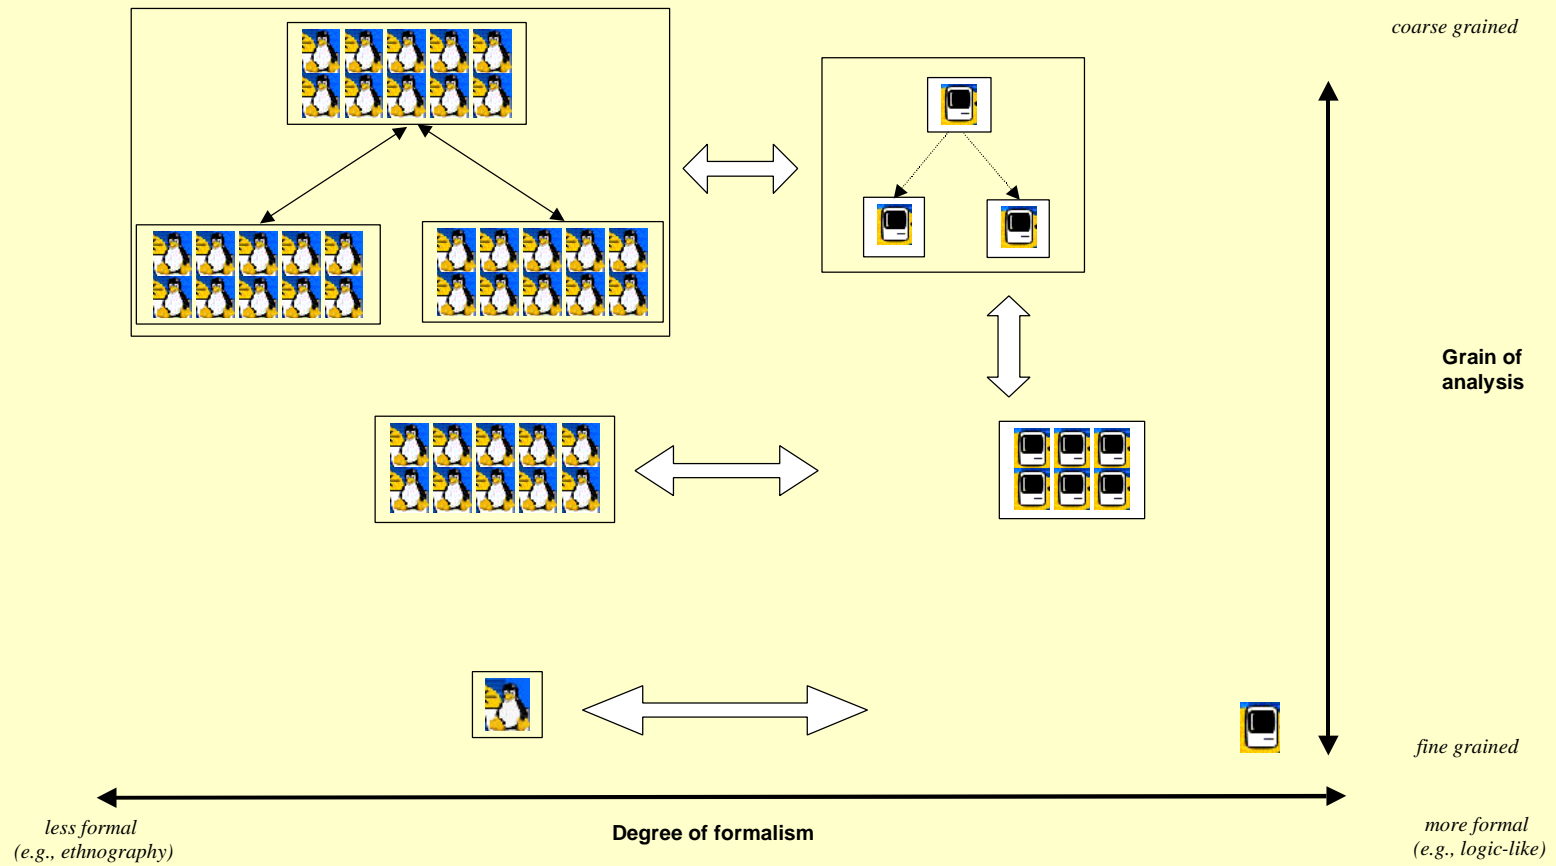 coarse grained
Grain of
analysis
fine grained
less formal
(e.g., ethnography)
Degree of formalism
more formal
(e.g., logic-like)